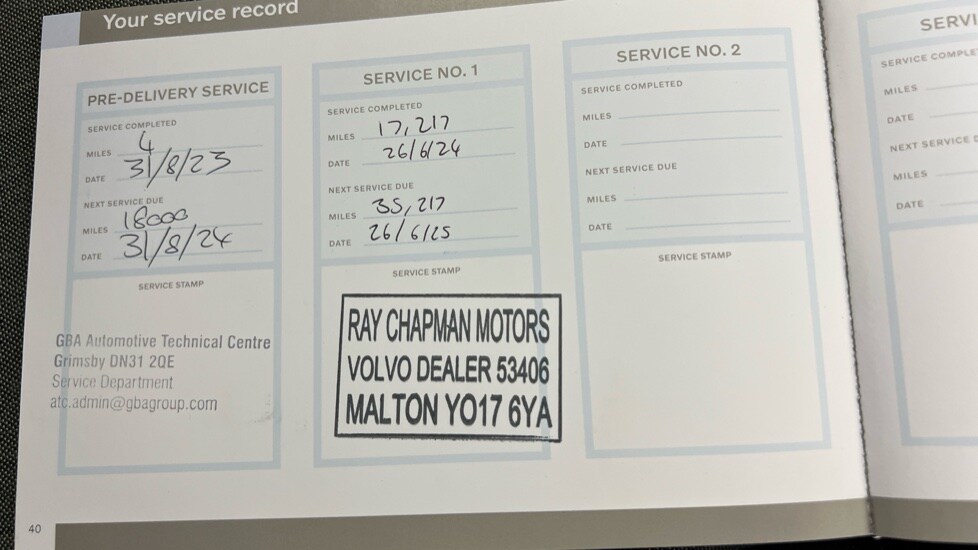 Your service record
PRE-DELIVERY SERVICE
SERVICE COMPLETED
MILES 4
DATE 31/8/23
NEXT SERVICE DUE
MILES 18000
DATE 31/8/24
SERVICE STAMP
GBA Automotive Technical Centre
Grimsby DN31 2QE
Service Department
atc.admin@gbagroup.com
SERVICE NO. 1
SERVICE COMPLETED
MILES 17,217
DATE 26/6/24
NEXT SERVICE DUE
MILES 35,217
DATE 26/6/25
SERVICE STAMP
RAY CHAPMAN MOTORS
VOLVO DEALER 53406
MALTON YO17 6YA
SERVICE NO. 2
SERVICE COMPLETED
MILES
DATE
NEXT SERVICE DUE
MILES
DATE
SERVICE STAMP
40
SERVI
SERVICE COMPLE
MILES
DATE
NEXT SERVICE D
MILES
DATE